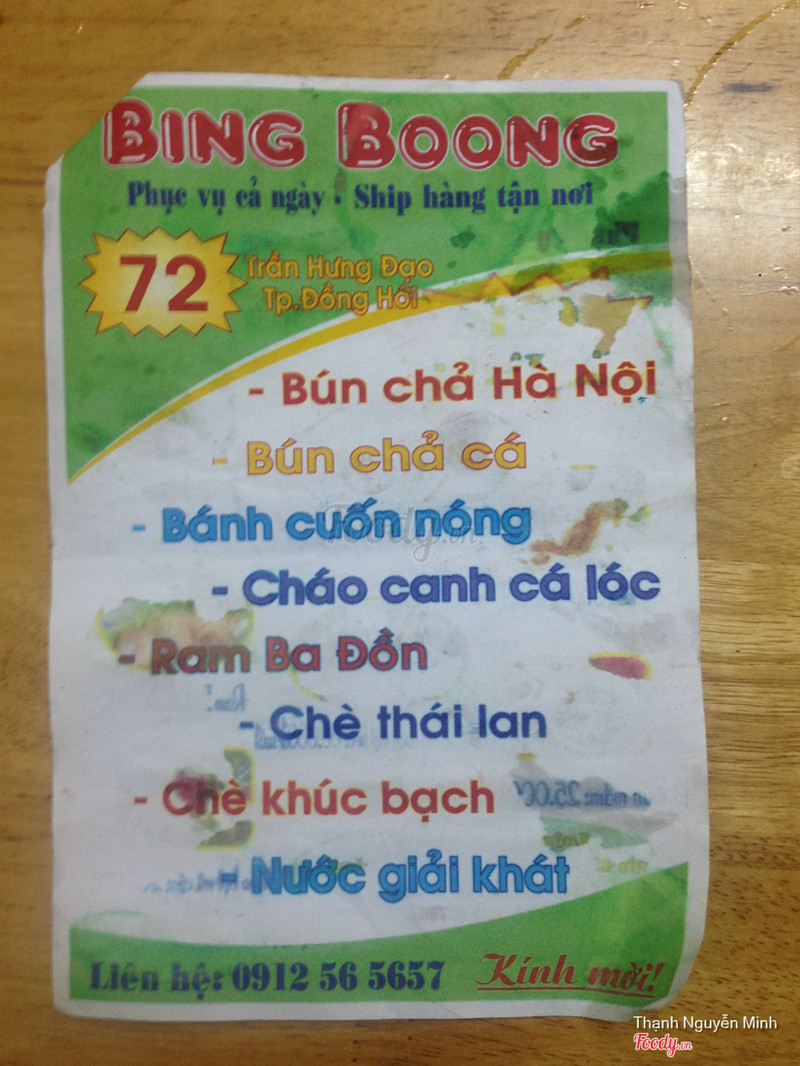 BING BOONG
Phục vụ cả ngày - Ship hàng tận nơi
72
Trần Hưng Đạo
Tp.Đồng Hới
- Bún chả Hà Nội
- Bún chả cá
- Bánh cuốn nóng
- Cháo canh cá lóc
- Ram Ba Đồn
- Chè thái lan
- Chè khúc bạch
- Nước giải khát
Liên hệ: 0912 56 5657
Kính mời!
Foody.vn
Thạnh Nguyễn Minh
Foody.vn